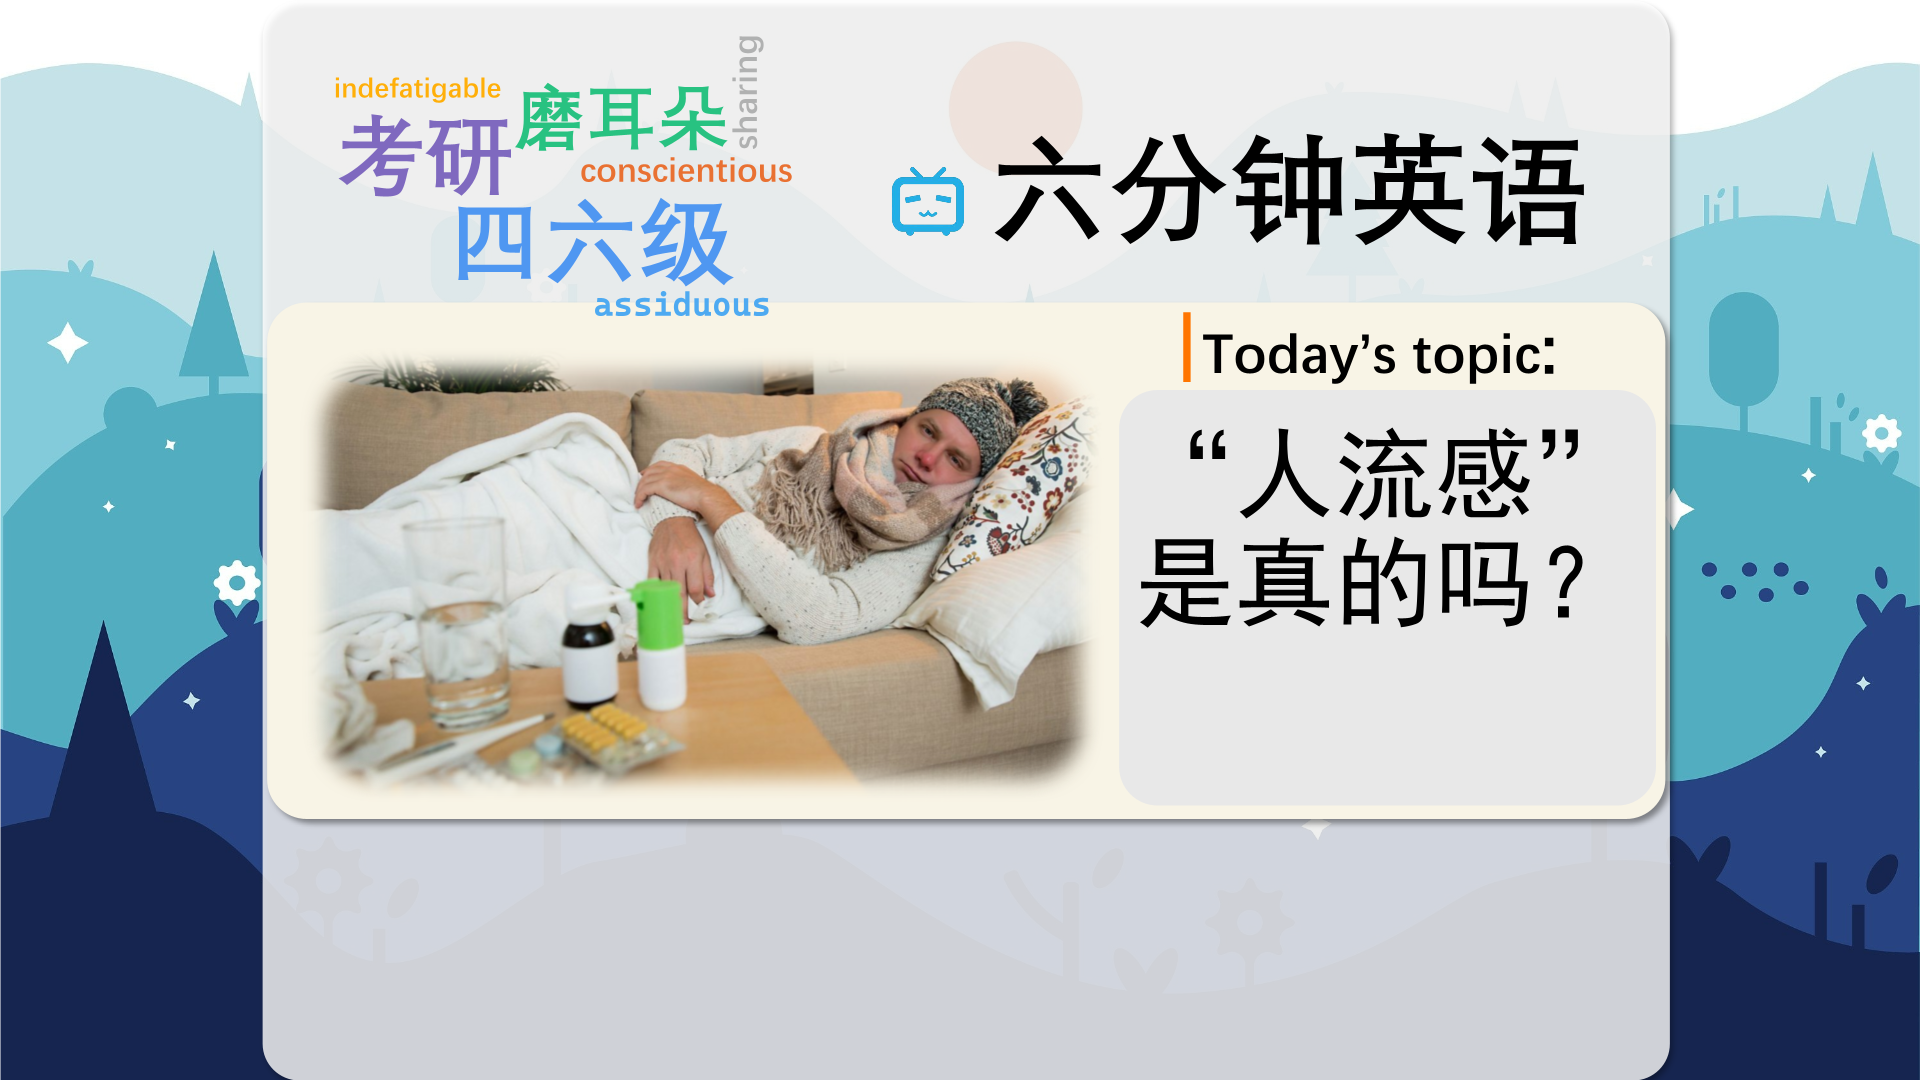 indefatigable
磨耳朵
sharing
考研
conscientious
四六级
assiduous
六分钟英语
Today’s topic:
“人流感”
是真的吗?